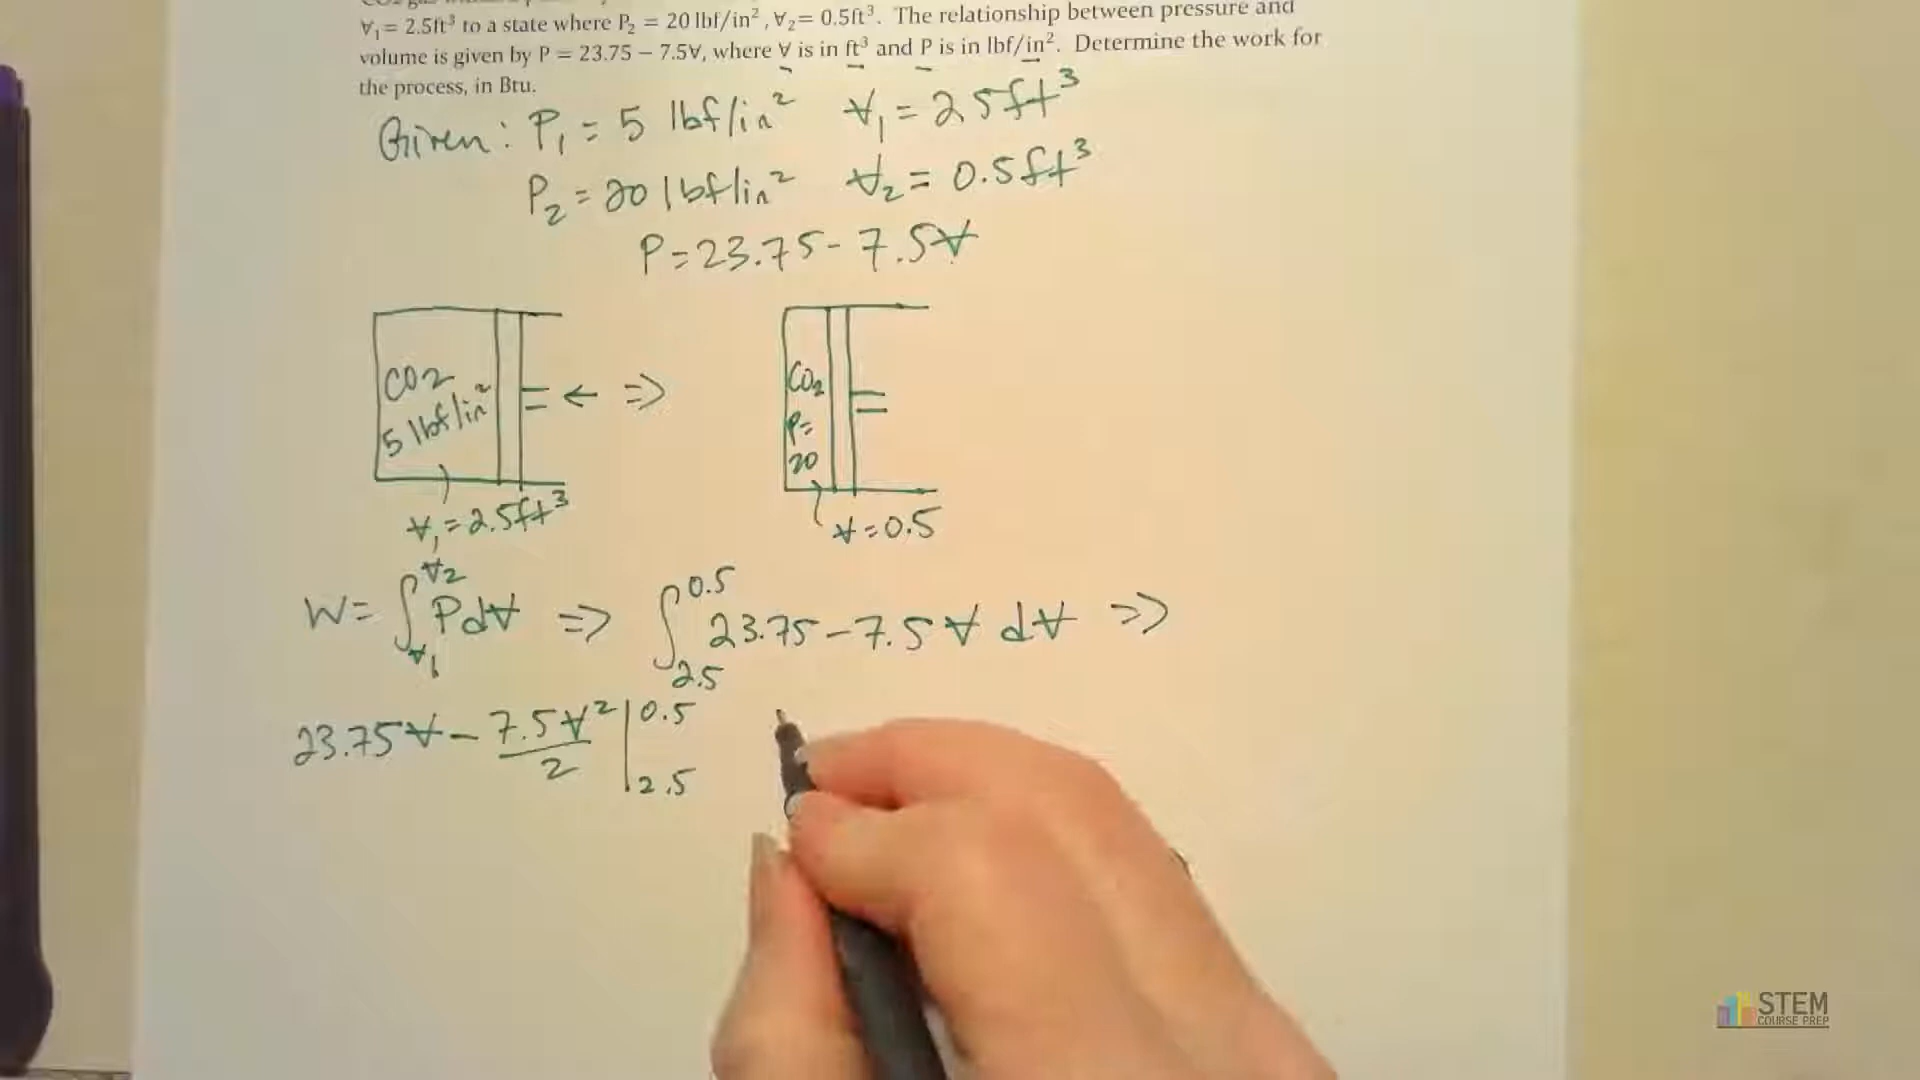 ∀₁ = 2.5ft³ to a state where P₂ = 20 lbf/in², ∀₂ = 0.5ft³. The relationship between pressure and
volume is given by P = 23.75 – 7.5∀, where ∀ is in ft³ and P is in lbf/in². Determine the work for
the process, in Btu.
Given: P₁ = 5 lbf/in² ∀₁ = 2.5ft³
P₂ = 20 lbf/in² ∀₂ = 0.5ft³
P = 23.75 - 7.5∀
CO2
5 lbf/in²
∀₁ = 2.5ft³
CO₂
P=
20
∀ = 0.5
W = ∫_∀₁^∀₂ Pd∀ ⇒ ∫_2.5^0.5 23.75 - 7.5∀ d∀ ⇒
23.75∀ - 7.5∀²/2 |_2.5^0.5
STEM
COURSE PREP